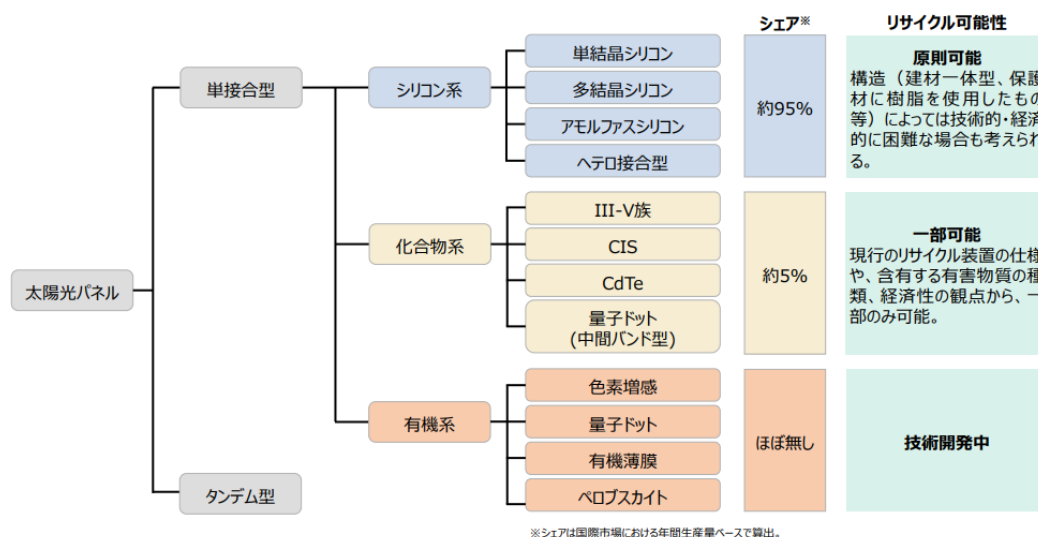 シェア※
リサイクル可能性
太陽光パネル
単接合型
タンデム型
シリコン系
単結晶シリコン
多結晶シリコン
アモルファスシリコン
ヘテロ接合型
約95%
原則可能
構造（建材一体型、保護
材に樹脂を使用したもの
等）によっては技術的・経済
的に困難な場合も考えられ
る。
化合物系
III-V族
CIS
CdTe
量子ドット
(中間バンド型)
約5%
一部可能
現行のリサイクル装置の仕様
や、含有する有害物質の種
類、経済性の観点から、一
部のみ可能。
有機系
色素増感
量子ドット
有機薄膜
ペロブスカイト
ほぼ無し
技術開発中
※シェアは国際市場における年間生産量ベースで算出。